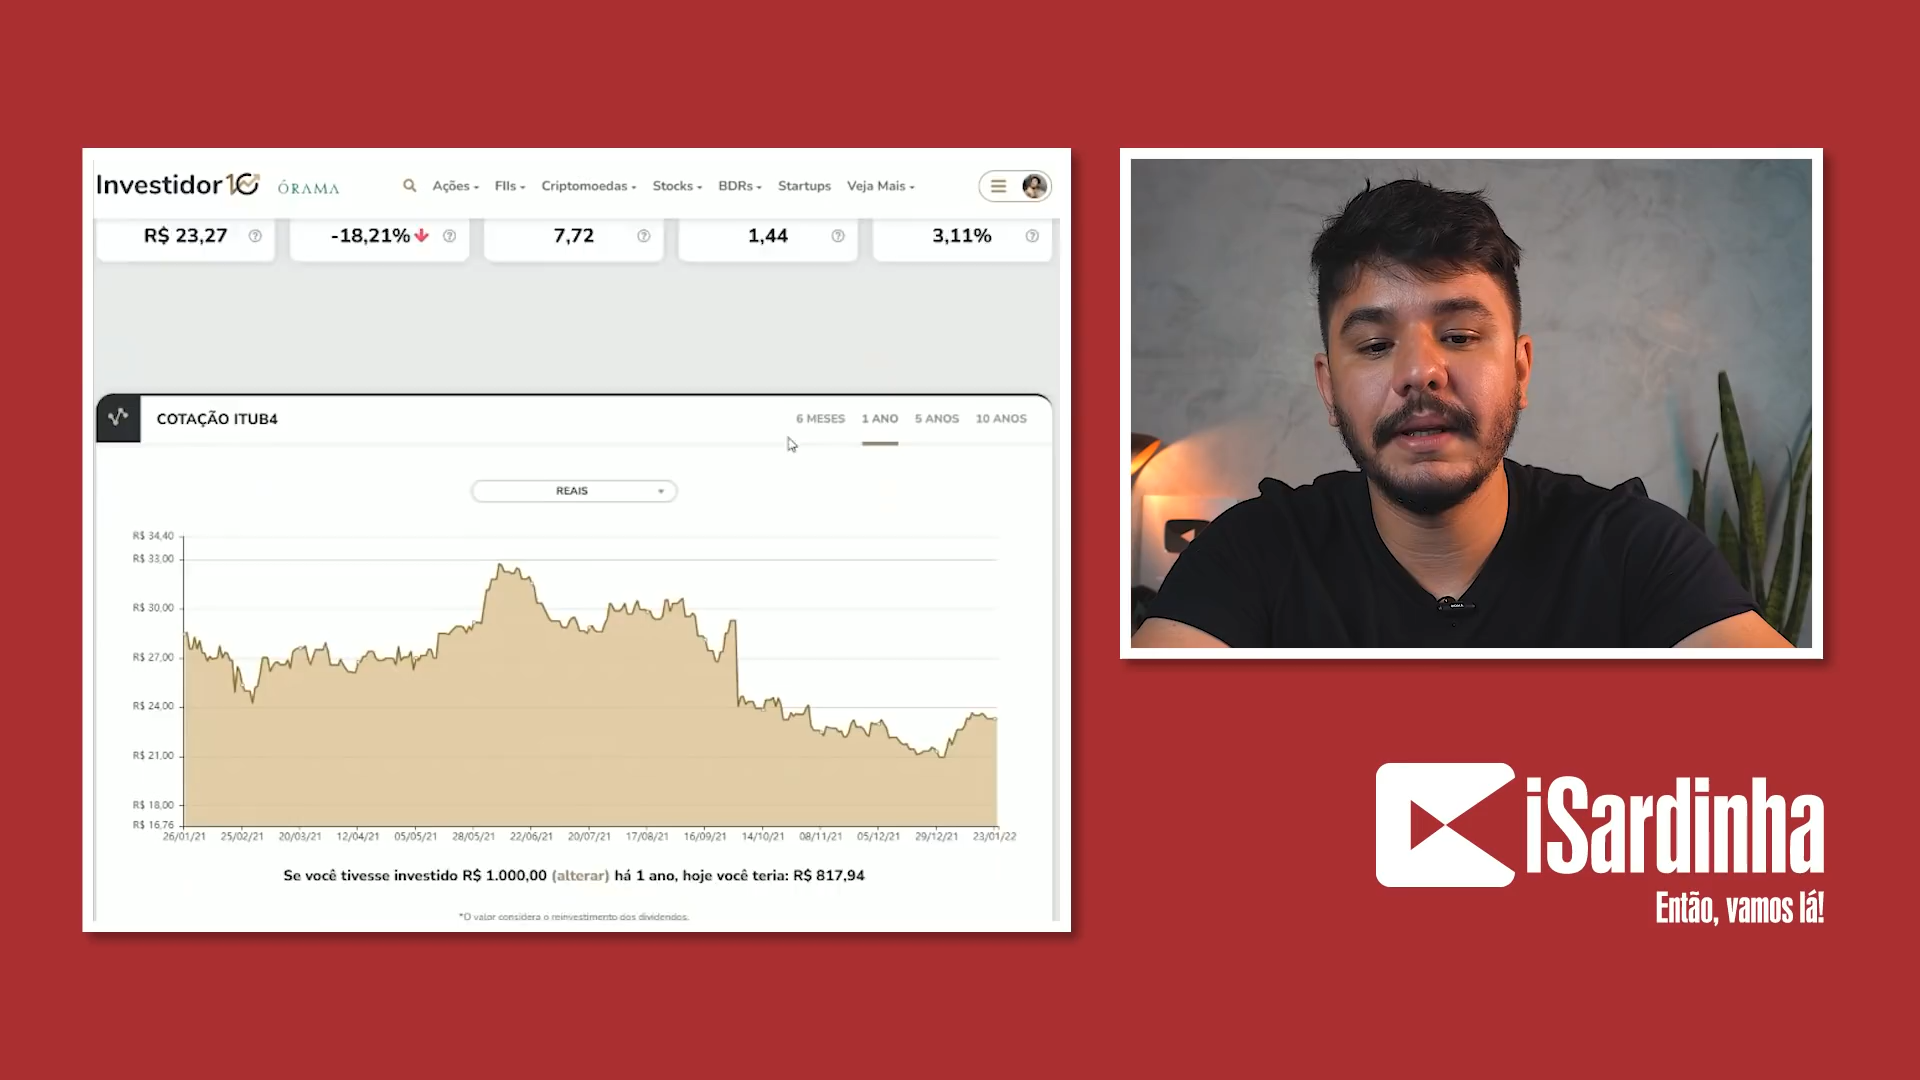 Investidor10 ÓRAMA Ações FIIs Criptomoedas Stocks BDRs Startups Veja Mais
R$ 23,27 -18,21% 7,72 1,44 3,11%
COTAÇÃO ITUB4 6 MESES 1 ANO 5 ANOS 10 ANOS
REAIS
R$ 34,40
R$ 33,00
R$ 30,00
R$ 27,00
R$ 24,00
R$ 21,00
R$ 18,00
R$ 16,76
26/01/21 25/02/21 20/03/21 12/04/21 05/05/21 28/05/21 22/06/21 20/07/21 17/08/21 16/09/21 14/10/21 08/11/21 05/12/21 29/12/21 23/01/22
Se você tivesse investido R$ 1.000,00 (alterar) há 1 ano, hoje você teria: R$ 817,94
*O valor considera o reinvestimento dos dividendos.
iSardinha
Então, vamos lá!